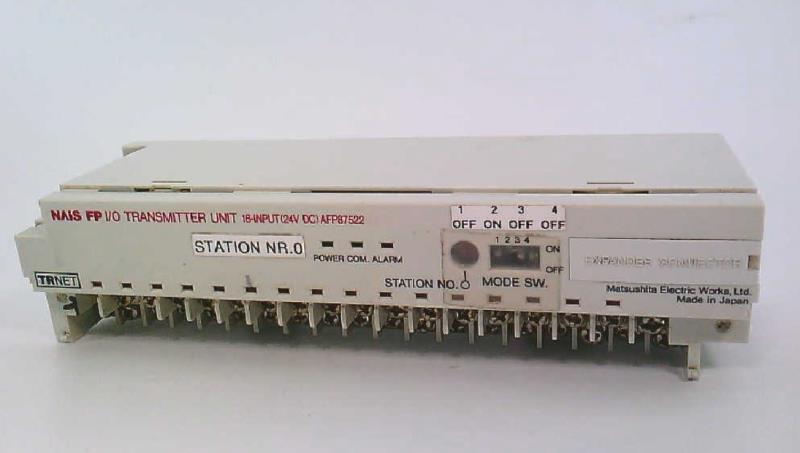 NAiS FP I/O TRANSMITTER UNIT 16-INPUT(24V DC) AFP87522
1 2 3 4
OFF ON OFF OFF
STATION NR.0
POWER COM. ALARM
1 2 3 4
ON
OFF
STATION NO.
MODE SW.
EXPANDER CONNECTOR
TRNET
Matsushita Electric Works, Ltd.
Made in Japan